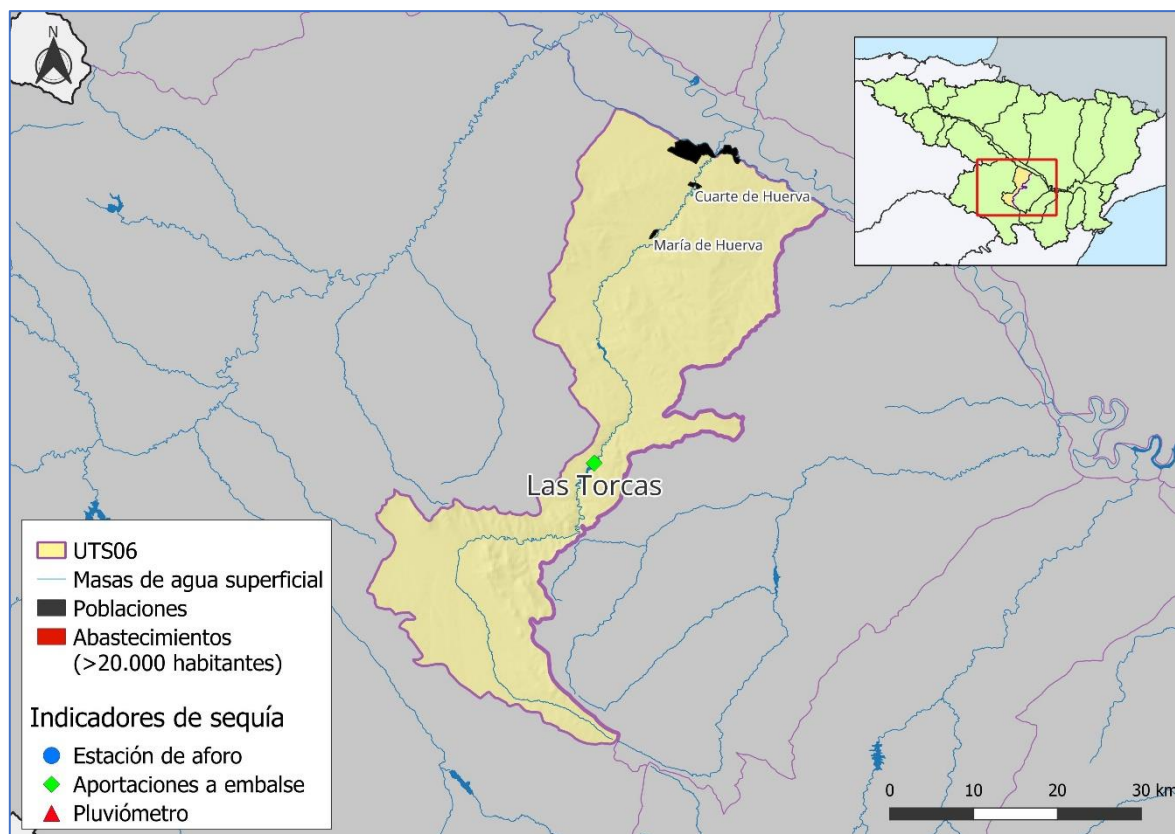 N
Cuarte de Huerva
María de Huerva
Las Torcas
UTS06
Masas de agua superficial
Poblaciones
Abastecimientos
(>20.000 habitantes)
Indicadores de sequía
Estación de aforo
Aportaciones a embalse
Pluviómetro
0 10 20 30 km